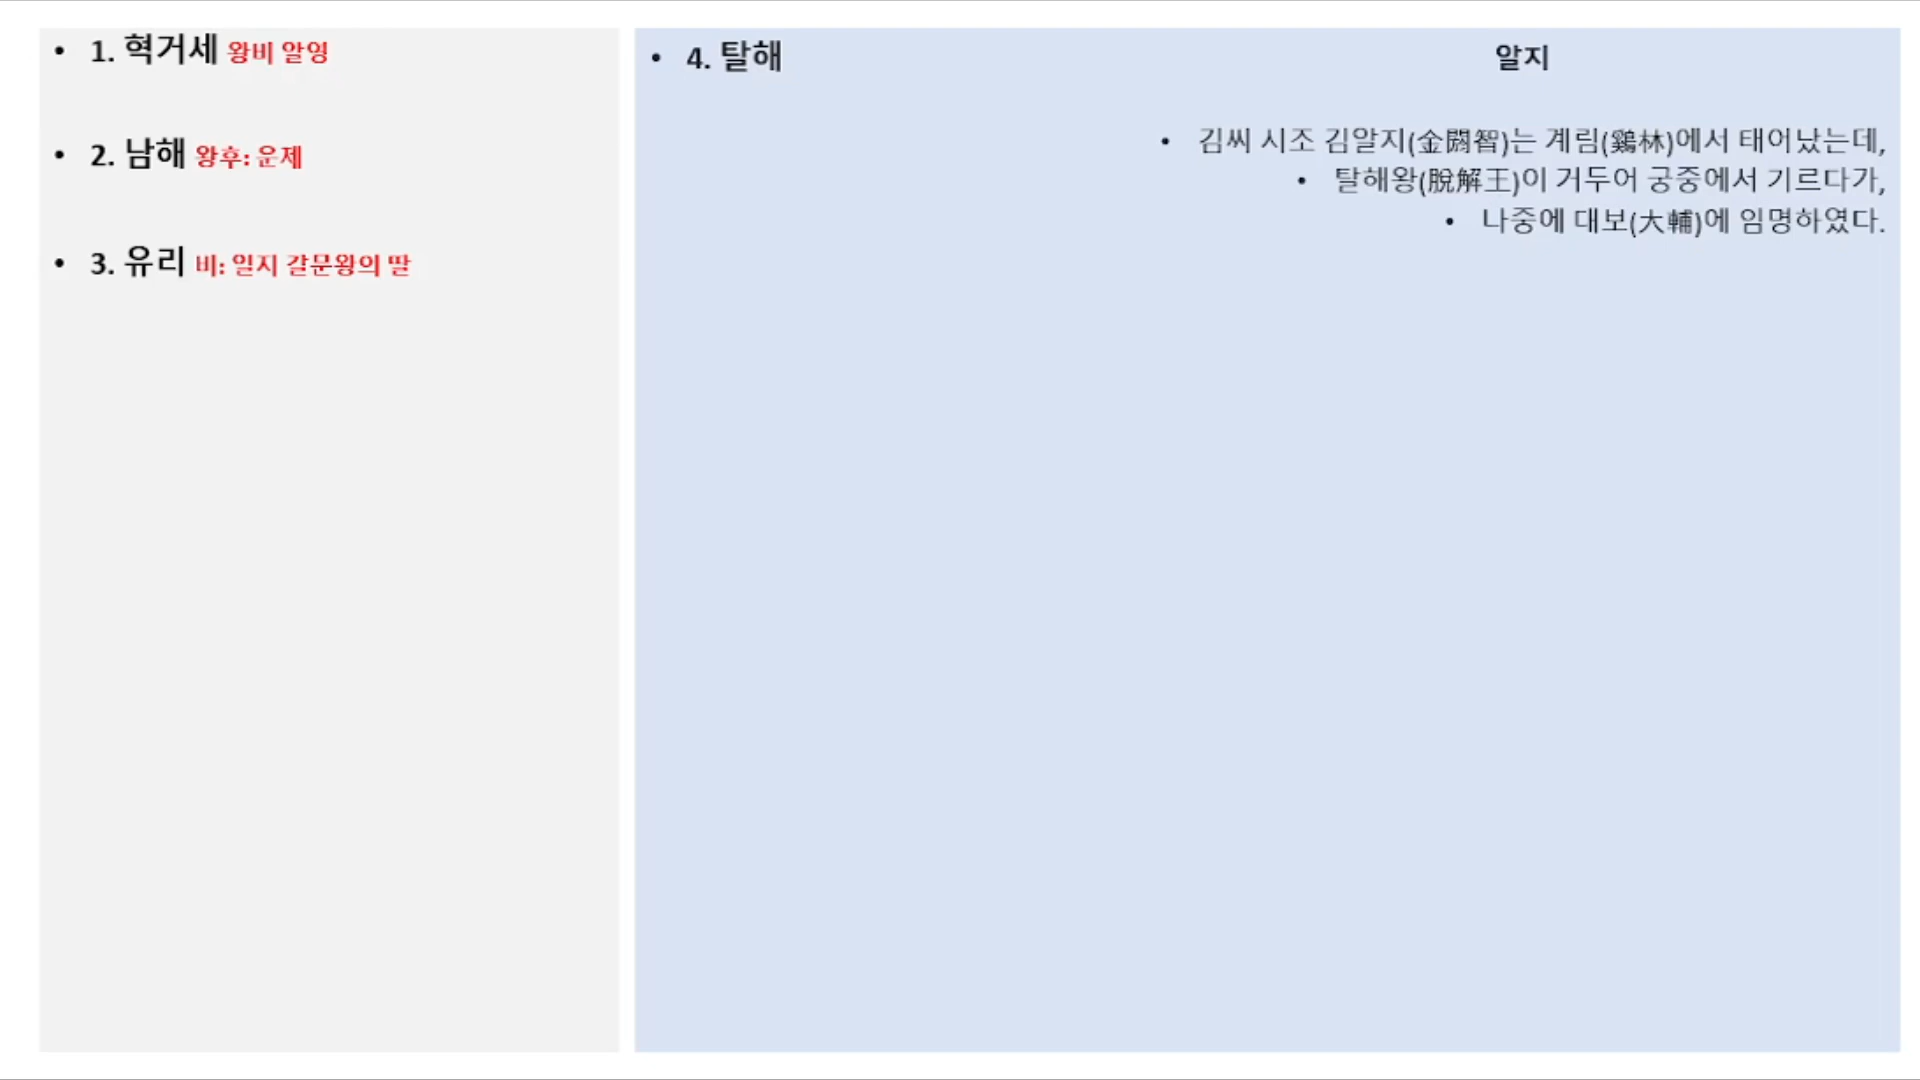 • 1. 혁거세 왕비 알영
• 2. 남해 왕후: 운제
• 3. 유리 비: 일지 갈문왕의 딸
• 4. 탈해 알지
• 김씨 시조 김알지(金閼智)는 계림(鷄林)에서 태어났는데,
• 탈해왕(脫解王)이 거두어 궁중에서 기르다가,
• 나중에 대보(大輔)에 임명하였다.